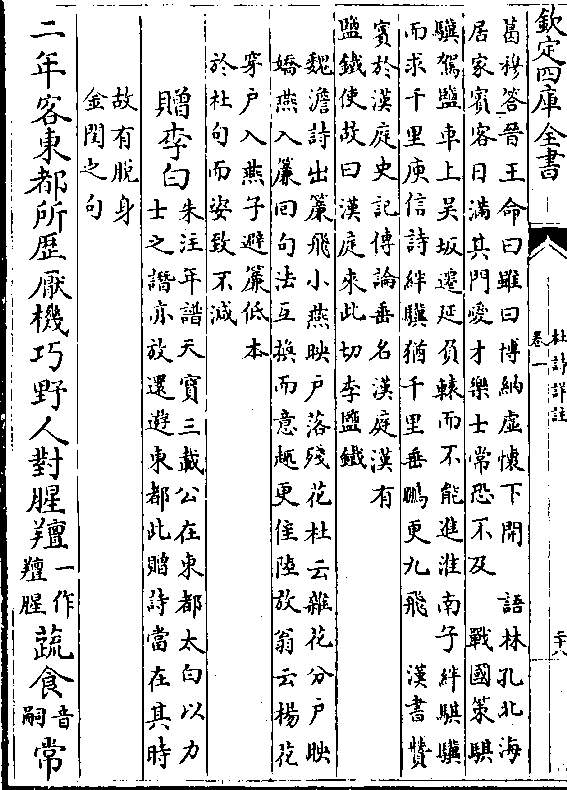 欽定四庫全書
卷一
杜詩詳註
葛穆荅晉王命曰雖曰博納虛懷下開　語林孔北海
居家賓客日滿其門愛才樂士常恐不及　戰國策騏
驥駕鹽車上吳坂遷延負轅而不能進淮南子絆騏驥
而求千里庾信詩絆驥猶千里垂鵬更九飛　漢書贊
賓於漢庭史記傳論垂名漢庭漢有
鹽鐵使故曰漢庭來此切李鹽鐵
魏澹詩出簾飛小燕映户落殘花杜云雜花分户映
嬌燕入簾回句法互換而意趣更佳陸放翁云楊花
穿户入燕子避簾低本
於杜句而姿致不減
贈李白
朱注年譜天寶三載公在東都太白以力
士之譖亦放還遊東都此贈詩當在其時
故有脱身
金閨之句
二年客東都所歷厭機巧野人對腥羶一作羶腥蔬食音嗣常